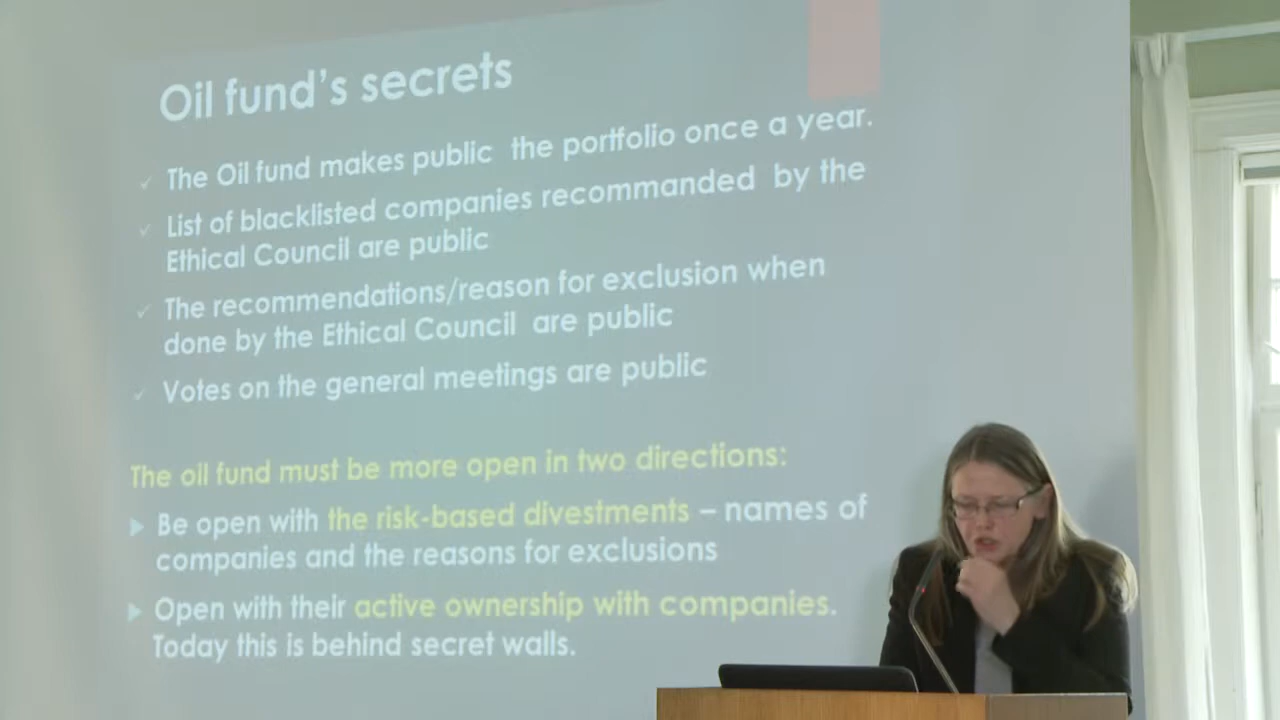 Oil fund's secrets
The Oil fund makes public the portfolio once a year.
List of blacklisted companies recommanded by the
Ethical Council are public
The recommendations/reason for exclusion when
done by the Ethical Council are public
Votes on the general meetings are public
The oil fund must be more open in two directions:
Be open with the risk-based divestments – names of
companies and the reasons for exclusions
Open with their active ownership with companies.
Today this is behind secret walls.